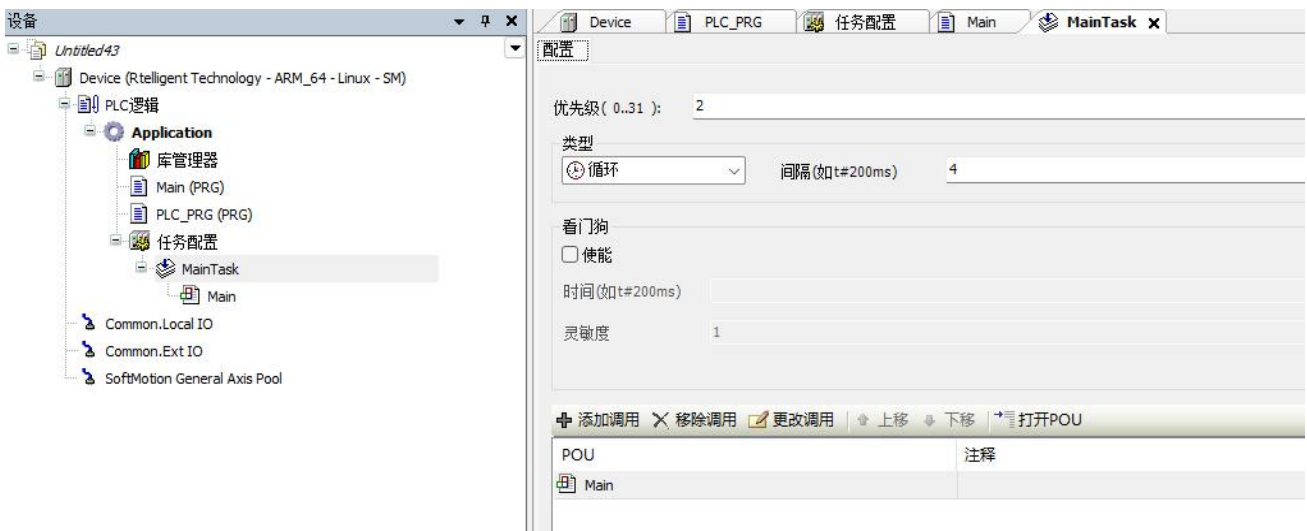 设备
Untitled43
Device (Rtelligent Technology - ARM_64 - Linux - SM)
PLC逻辑
Application
库管理器
Main (PRG)
PLC_PRG (PRG)
任务配置
MainTask
Main
Common.Local IO
Common.Ext IO
SoftMotion General Axis Pool
Device PLC_PRG 任务配置 Main MainTask
配置
优先级( 0..31 ): 2
类型
循环 间隔(如t#200ms) 4
看门狗
使能
时间(如t#200ms)
灵敏度 1
添加调用 移除调用 更改调用 上移 下移 打开POU
POU 注释
Main